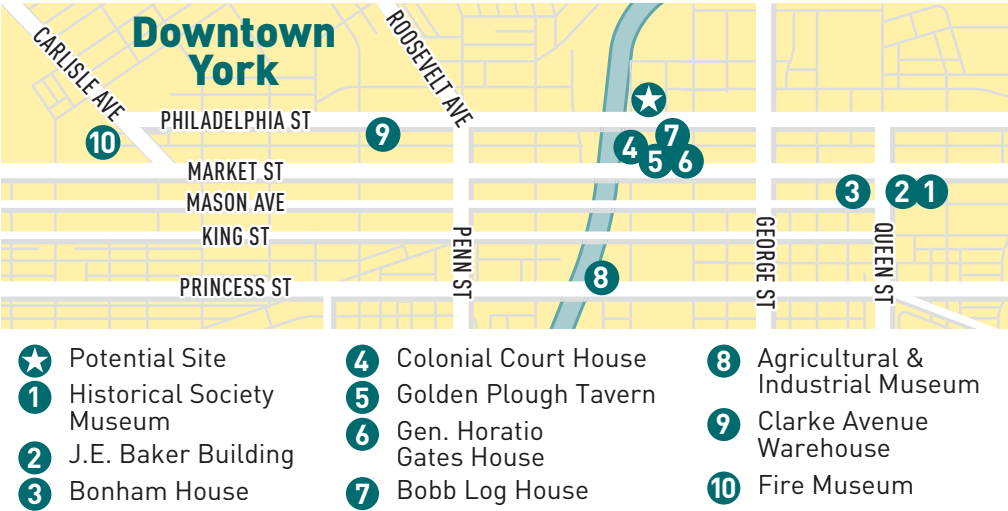 Downtown
York
CARLISLE AVE
ROOSEVELT AVE
PHILADELPHIA ST
10
9
7
4
5
6
MARKET ST
MASON AVE
3
2
1
KING ST
PENN ST
GEORGE ST
QUEEN ST
PRINCESS ST
8
Potential Site
1 Historical Society
Museum
2 J.E. Baker Building
3 Bonham House
4 Colonial Court House
5 Golden Plough Tavern
6 Gen. Horatio
Gates House
7 Bobb Log House
8 Agricultural &
Industrial Museum
9 Clarke Avenue
Warehouse
10 Fire Museum